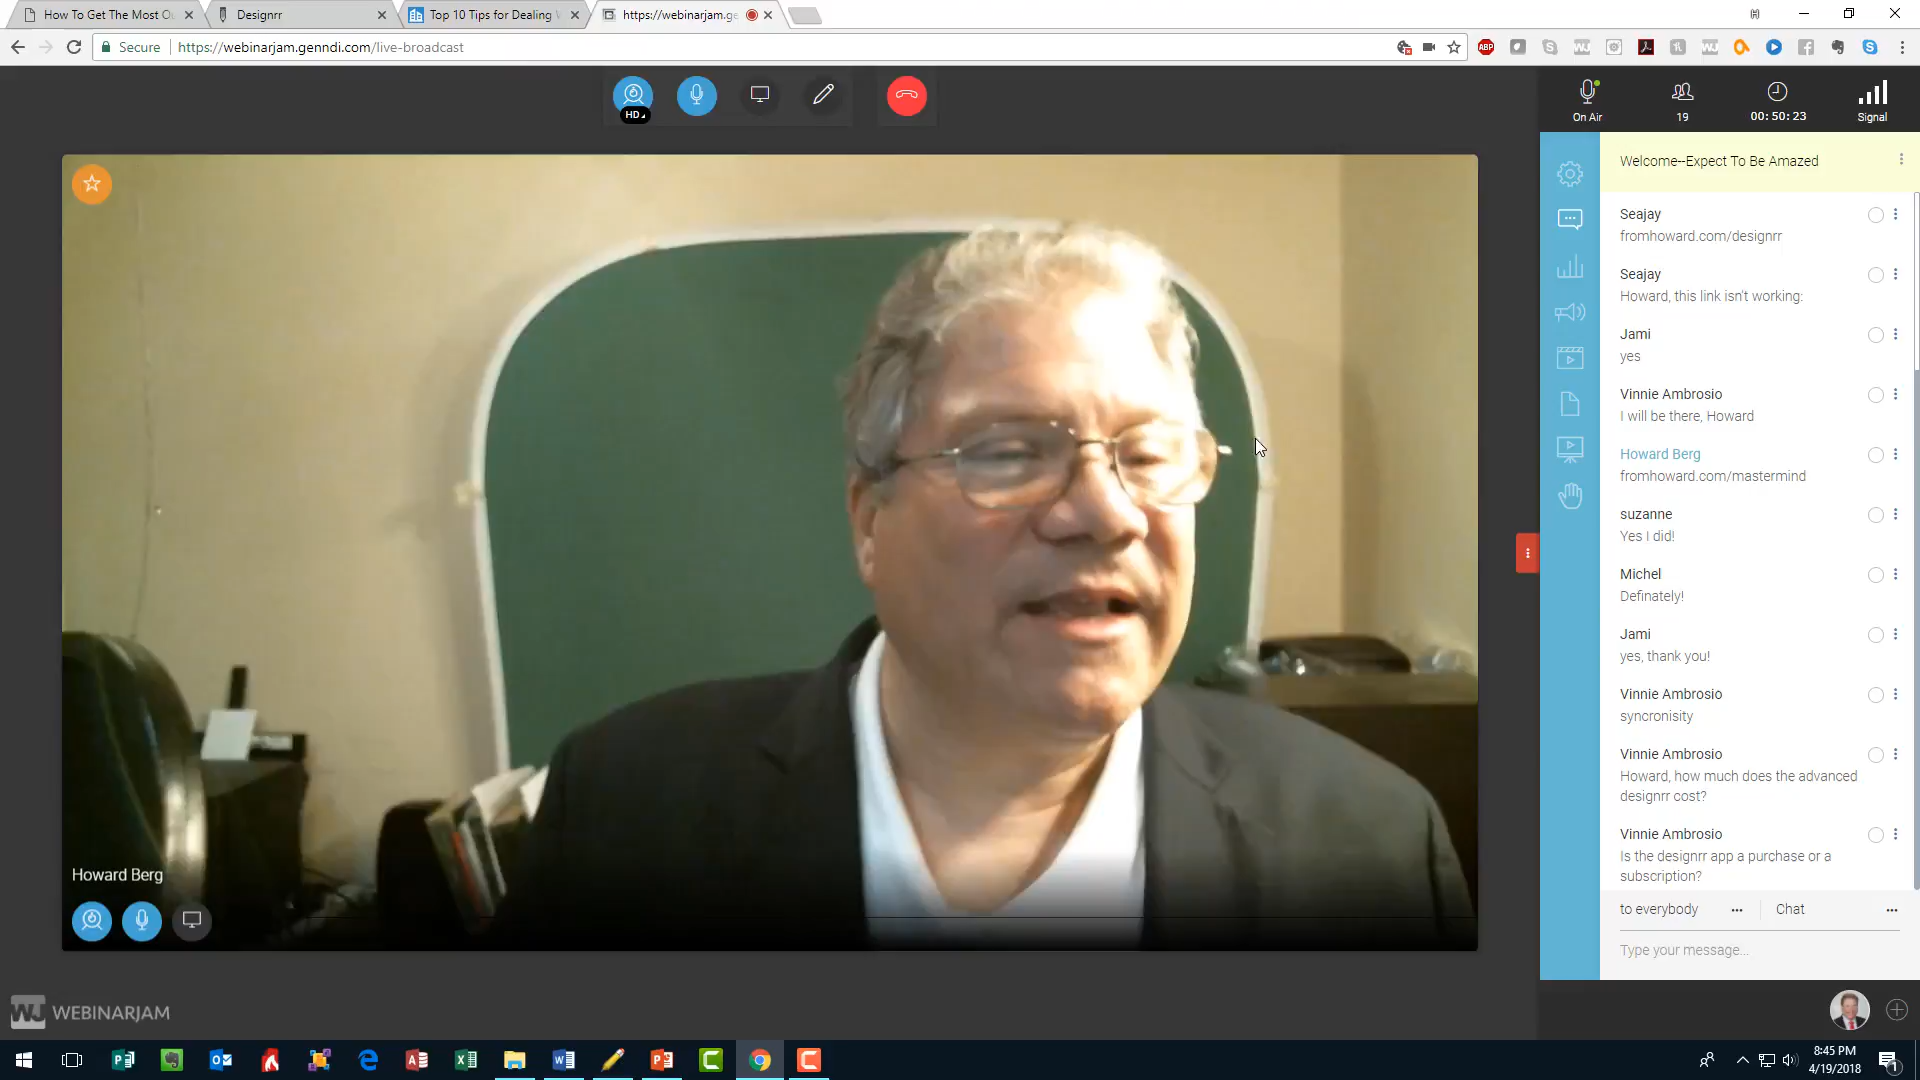 How To Get The Most Ou
Designrr
Top 10 Tips for Dealing
https://webinarjam.ge
Secure
https://webinarjam.genndi.com/live-broadcast
ABP
HD
On Air
19
00:50:23
Signal
Welcome--Expect To Be Amazed
Seajay
fromhoward.com/designrr
Seajay
Howard, this link isn't working:
Jami
yes
Vinnie Ambrosio
I will be there, Howard
Howard Berg
fromhoward.com/mastermind
suzanne
Yes I did!
Michel
Definately!
Jami
yes, thank you!
Vinnie Ambrosio
syncronisity
Vinnie Ambrosio
Howard, how much does the advanced
designrr cost?
Vinnie Ambrosio
Is the designrr app a purchase or a
subscription?
to everybody
Chat
Type your message...
Howard Berg
WJ WEBINARJAM
8:45 PM
4/19/2018